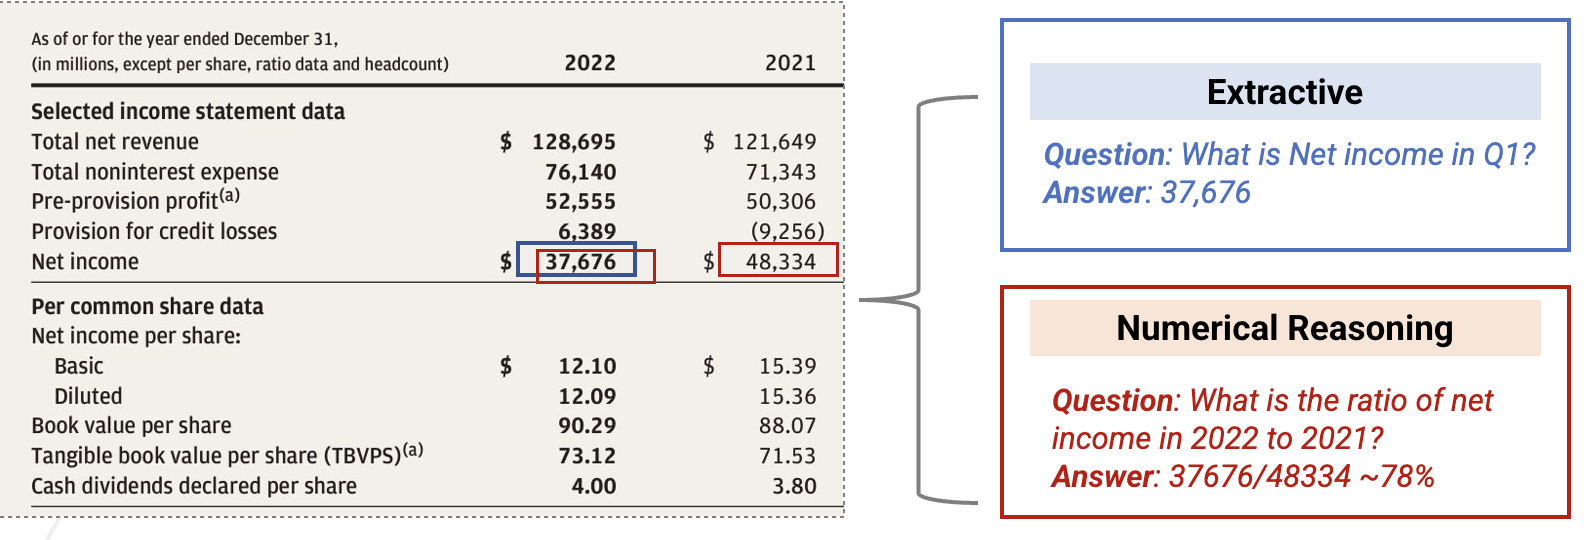 As of or for the year ended December 31,
(in millions, except per share, ratio data and headcount) 2022 2021
Selected income statement data
Total net revenue $ 128,695 $ 121,649
Total noninterest expense 76,140 71,343
Pre-provision profit(a) 52,555 50,306
Provision for credit losses 6,389 (9,256)
Net income $ 37,676 $ 48,334
Per common share data
Net income per share:
Basic $ 12.10 $ 15.39
Diluted 12.09 15.36
Book value per share 90.29 88.07
Tangible book value per share (TBVPS)(a) 73.12 71.53
Cash dividends declared per share 4.00 3.80
Extractive
Question: What is Net income in Q1?
Answer: 37,676
Numerical Reasoning
Question: What is the ratio of net
income in 2022 to 2021?
Answer: 37676/48334 ~78%